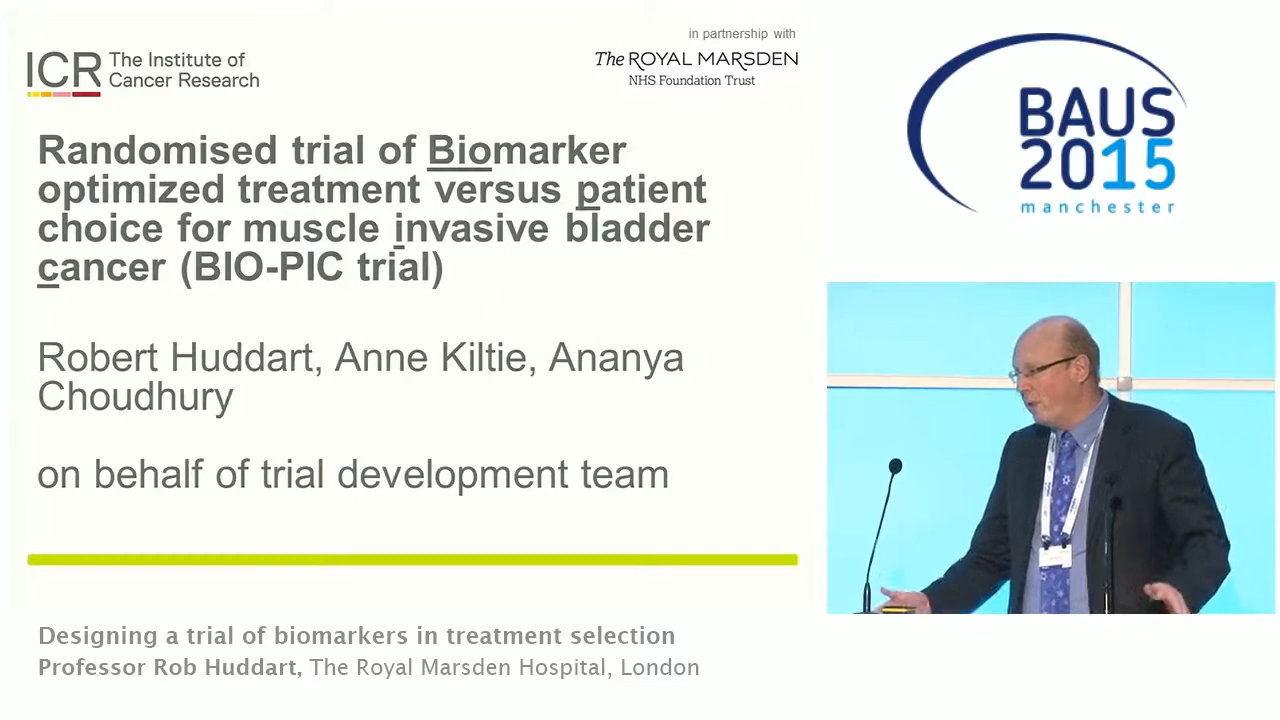 in partnership with
ICR The Institute of
Cancer Research
The ROYAL MARSDEN
NHS Foundation Trust
Randomised trial of Biomarker
optimized treatment versus patient
choice for muscle invasive bladder
cancer (BIO-PIC trial)
Robert Huddart, Anne Kiltie, Ananya
Choudhury
on behalf of trial development team
Designing a trial of biomarkers in treatment selection
Professor Rob Huddart, The Royal Marsden Hospital, London
BAUS
2015
manchester